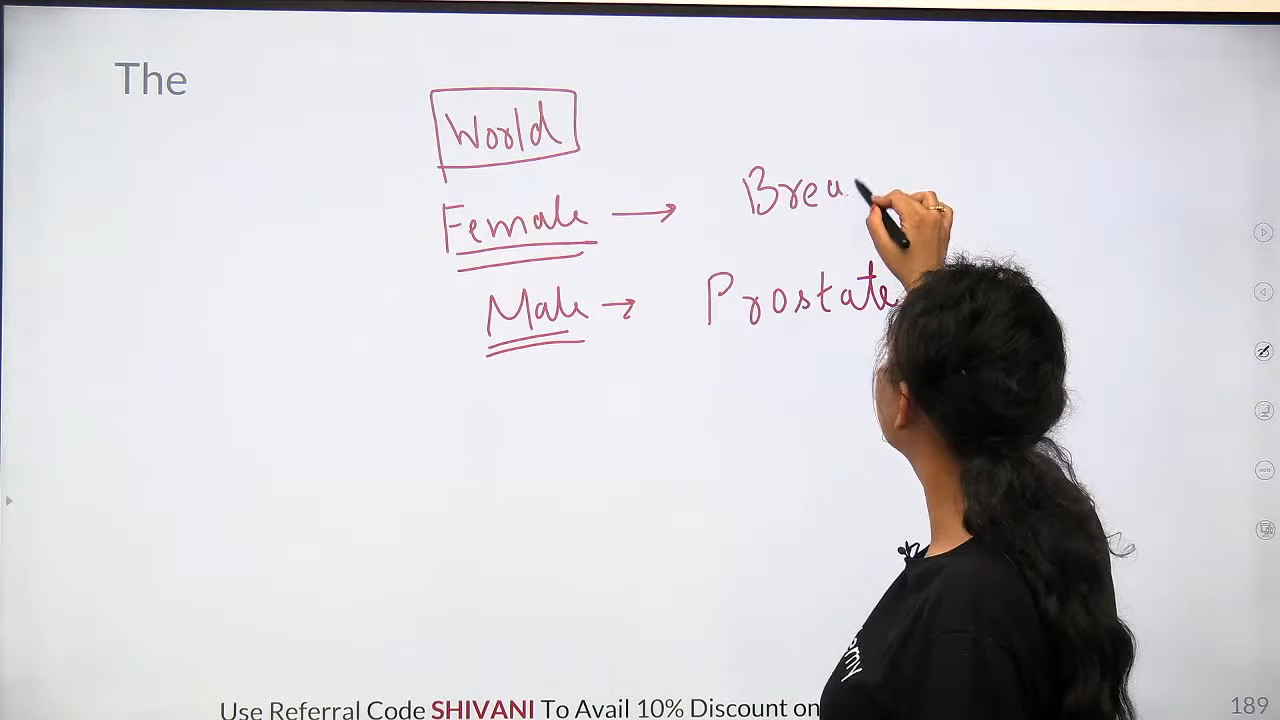 The
World
Female → Brea
Male → Prostate
Use Referral Code SHIVANI To Avail 10% Discount on
189